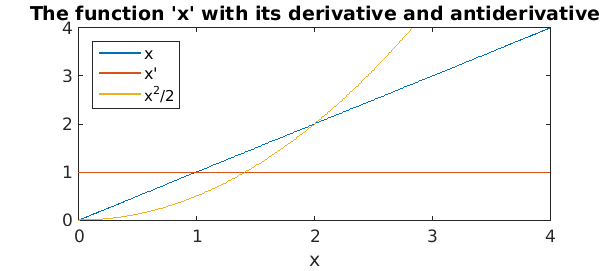 The function 'x' with its derivative and antiderivative
x
x'
x²/2
4
3
2
1
0
0 1 2 3 4
x